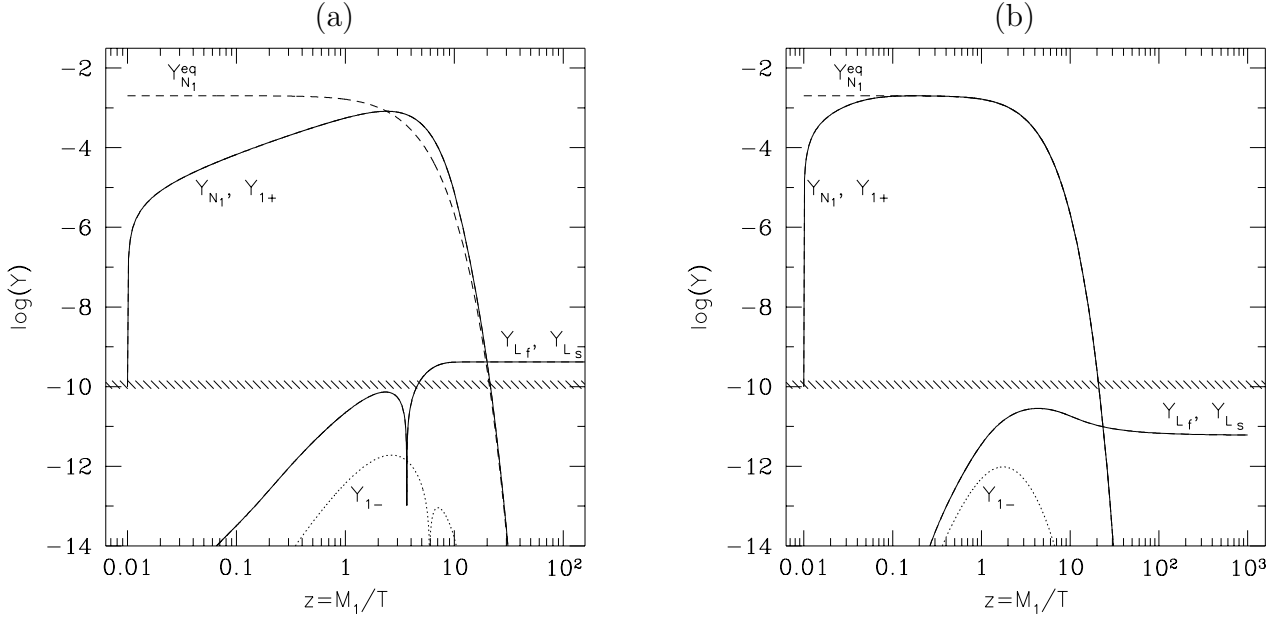 (a)
(b)
log(Y)
−2
−4
−6
−8
−10
−12
−14
Y_{N_1}^{eq}
Y_{N_1}, Y_{1+}
Y_{L_f}, Y_{L_s}
Y_{1−}
0.01 0.1 1 10 10²
z=M_1/T
log(Y)
−2
−4
−6
−8
−10
−12
−14
Y_{N_1}^{eq}
Y_{N_1}, Y_{1+}
Y_{L_f}, Y_{L_s}
Y_{1−}
0.01 0.1 1 10 10² 10³
z=M_1/T